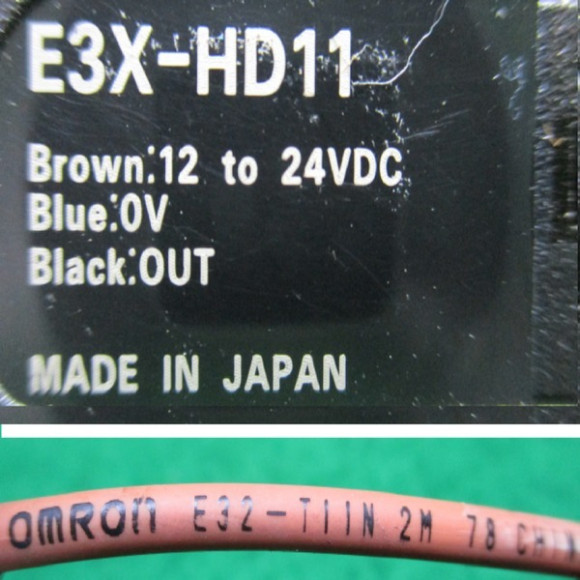 E3X-HD11
Brown:12 to 24VDC
Blue:0V
Black:OUT
MADE IN JAPAN
OMRON E32-T11N 2M 78